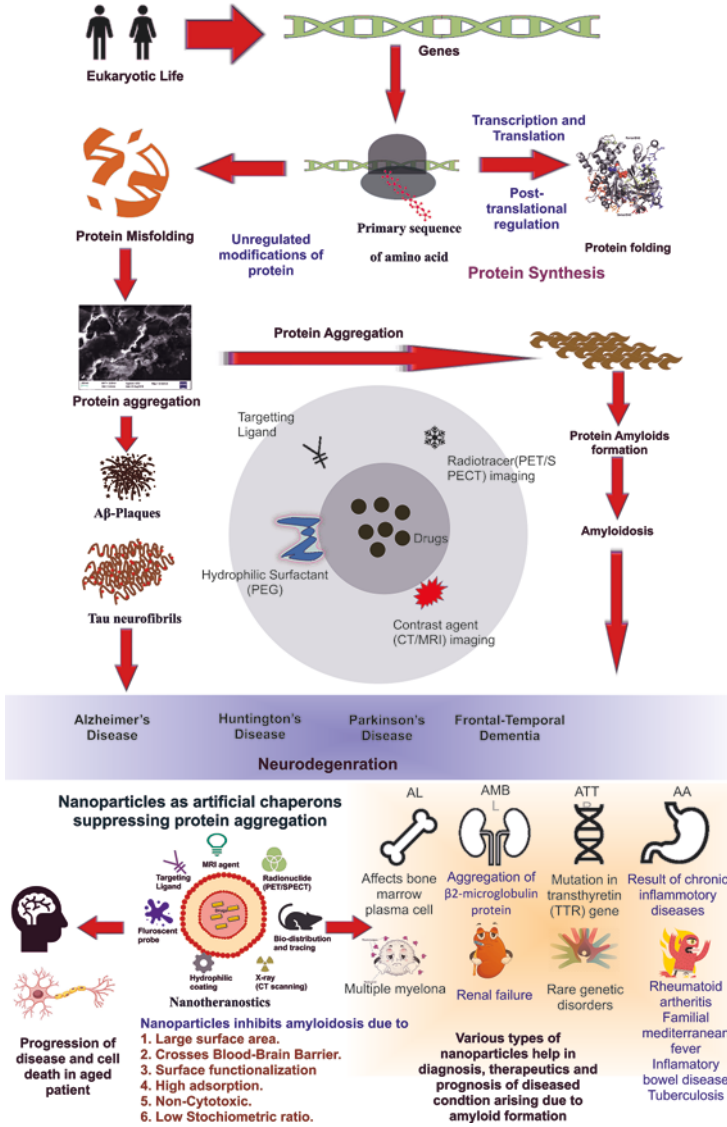 Eukaryotic Life
Genes
Transcription and
Translation
Post-
translational
regulation
Protein folding
Primary sequence
of amino acid
Protein Synthesis
Protein Misfolding
Unregulated
modifications of
protein
Protein Aggregation
Protein aggregation
Protein Amyloids
formation
Amyloidosis
Aβ-Plaques
Tau neurofibrils
Targetting
Ligand
Radiotracer(PET/S
PECT) imaging
Drugs
Hydrophilic Surfactant
(PEG)
Contrast agent
(CT/MRI) imaging
Alzheimer's
Disease
Huntington's
Disease
Parkinson's
Disease
Frontal-Temporal
Dementia
Neurodegenration
Nanoparticles as artificial chaperons
suppressing protein aggregation
MRI agent
Targeting
Ligand
Radionuclide
(PET/SPECT)
Fluroscent
probe
Bio-distribution
and tracing
Hydrophilic
coating
X-ray
(CT scanning)
Nanotheranostics
Progression of
disease and cell
death in aged
patient
Nanoparticles inhibits amyloidosis due to
1. Large surface area.
2. Crosses Blood-Brain Barrier.
3. Surface functionalization
4. High adsorption.
5. Non-Cytotoxic.
6. Low Stochiometric ratio.
AL
Affects bone
marrow
plasma cell
Multiple myelona
AMB
L
Aggregation of
β2-microglobulin
protein
Renal failure
ATT
R
Mutation in
transthyretin
(TTR) gene
Rare genetic
disorders
AA
Result of chronic
inflammotory
diseases
Rheumatoid
artheritis
Familial
mediterranean
fever
Inflamatory
bowel disease
Tuberculosis
Various types of
nanoparticles help in
diagnosis, therapeutics and
prognosis of diseased
condtion arising due to
amyloid formation